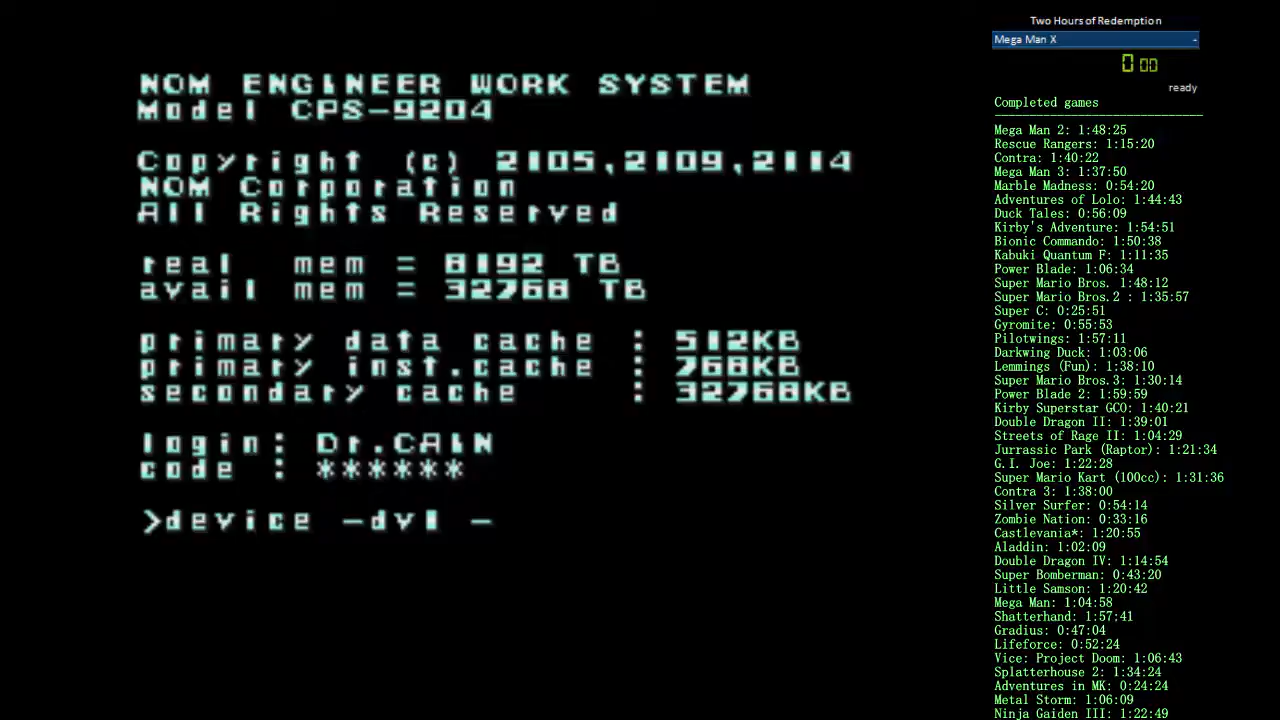 NOM ENGINEER WORK SYSTEM
Model CPS-9204
Copyright (c) 2105,2109,2114
NOM Corporation
All Rights Reserved
real mem = 8192 TB
avail mem = 32768 TB
primary data cache : 512KB
primary inst.cache : 768KB
secondary cache : 32768KB
login: Dr.CAIN
code : ******
>device -dvl -
Two Hours of Redemption
Mega Man X -
0 00
ready
Completed games
------------------------------
Mega Man 2: 1:48:25
Rescue Rangers: 1:15:20
Contra: 1:40:22
Mega Man 3: 1:37:50
Marble Madness: 0:54:20
Adventures of Lolo: 1:44:43
Duck Tales: 0:56:09
Kirby's Adventure: 1:54:51
Bionic Commando: 1:50:38
Kabuki Quantum F: 1:11:35
Power Blade: 1:06:34
Super Mario Bros. 1:48:12
Super Mario Bros.2 : 1:35:57
Super C: 0:25:51
Gyromite: 0:55:53
Pilotwings: 1:57:11
Darkwing Duck: 1:03:06
Lemmings (Fun): 1:38:10
Super Mario Bros.3: 1:30:14
Power Blade 2: 1:59:59
Kirby Superstar GCO: 1:40:21
Double Dragon II: 1:39:01
Streets of Rage II: 1:04:29
Jurrassic Park (Raptor): 1:21:34
G.I. Joe: 1:22:28
Super Mario Kart (100cc): 1:31:36
Contra 3: 1:38:00
Silver Surfer: 0:54:14
Zombie Nation: 0:33:16
Castlevania*: 1:20:55
Aladdin: 1:02:09
Double Dragon IV: 1:14:54
Super Bomberman: 0:43:20
Little Samson: 1:20:42
Mega Man: 1:04:58
Shatterhand: 1:57:41
Gradius: 0:47:04
Lifeforce: 0:52:24
Vice: Project Doom: 1:06:43
Splatterhouse 2: 1:34:24
Adventures in MK: 0:24:24
Metal Storm: 1:06:09
Ninja Gaiden III: 1:22:49